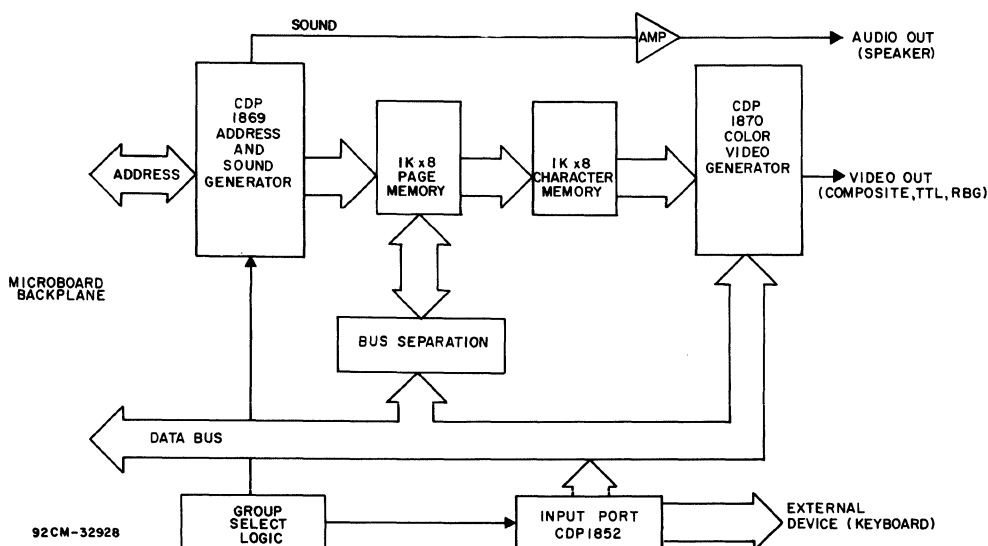 SOUND
AMP
AUDIO OUT
(SPEAKER)
CDP
1869
ADDRESS
AND
SOUND
GENERATOR
ADDRESS
1K x8
PAGE
MEMORY
1K x8
CHARACTER
MEMORY
CDP
1870
COLOR
VIDEO
GENERATOR
VIDEO OUT
(COMPOSITE,TTL,RBG)
MICROBOARD
BACKPLANE
BUS SEPARATION
DATA BUS
GROUP
SELECT
LOGIC
INPUT PORT
CDP1852
EXTERNAL
DEVICE (KEYBOARD)
92CM-32928